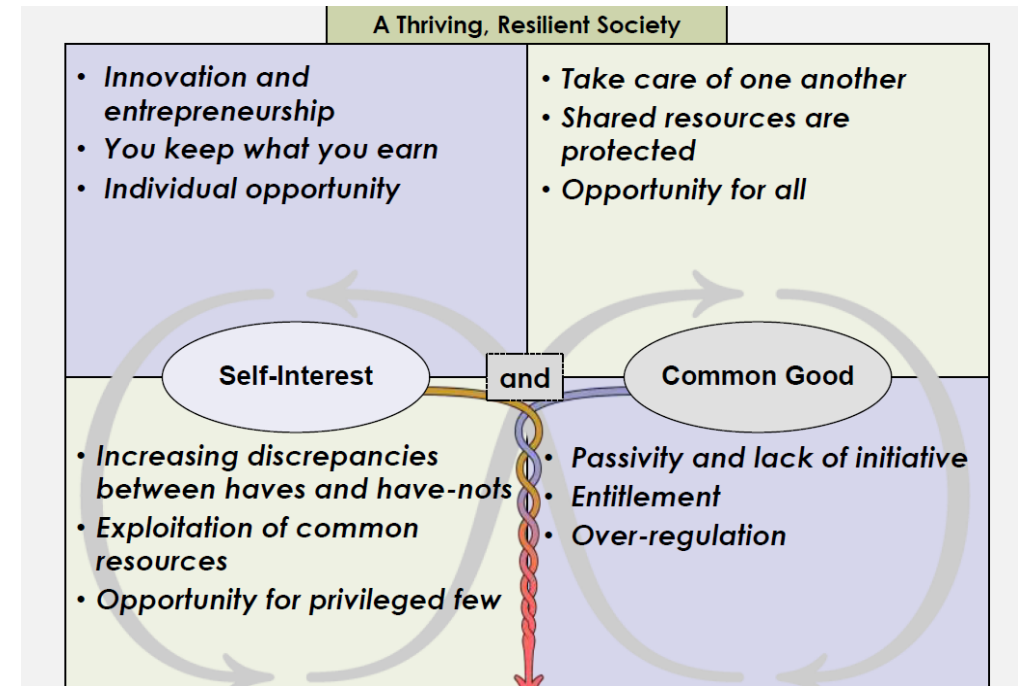 A Thriving, Resilient Society
• Innovation and
entrepreneurship
• You keep what you earn
• Individual opportunity
• Take care of one another
• Shared resources are
protected
• Opportunity for all
Self-Interest
and
Common Good
• Increasing discrepancies
between haves and have-nots
• Exploitation of common
resources
• Opportunity for privileged few
• Passivity and lack of initiative
• Entitlement
• Over-regulation